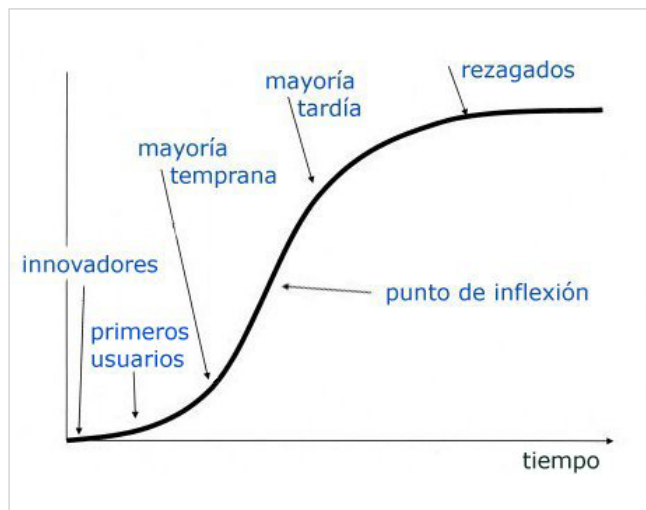 rezagados
mayoría
tardía
mayoría
temprana
innovadores
punto de inflexión
primeros
usuarios
tiempo